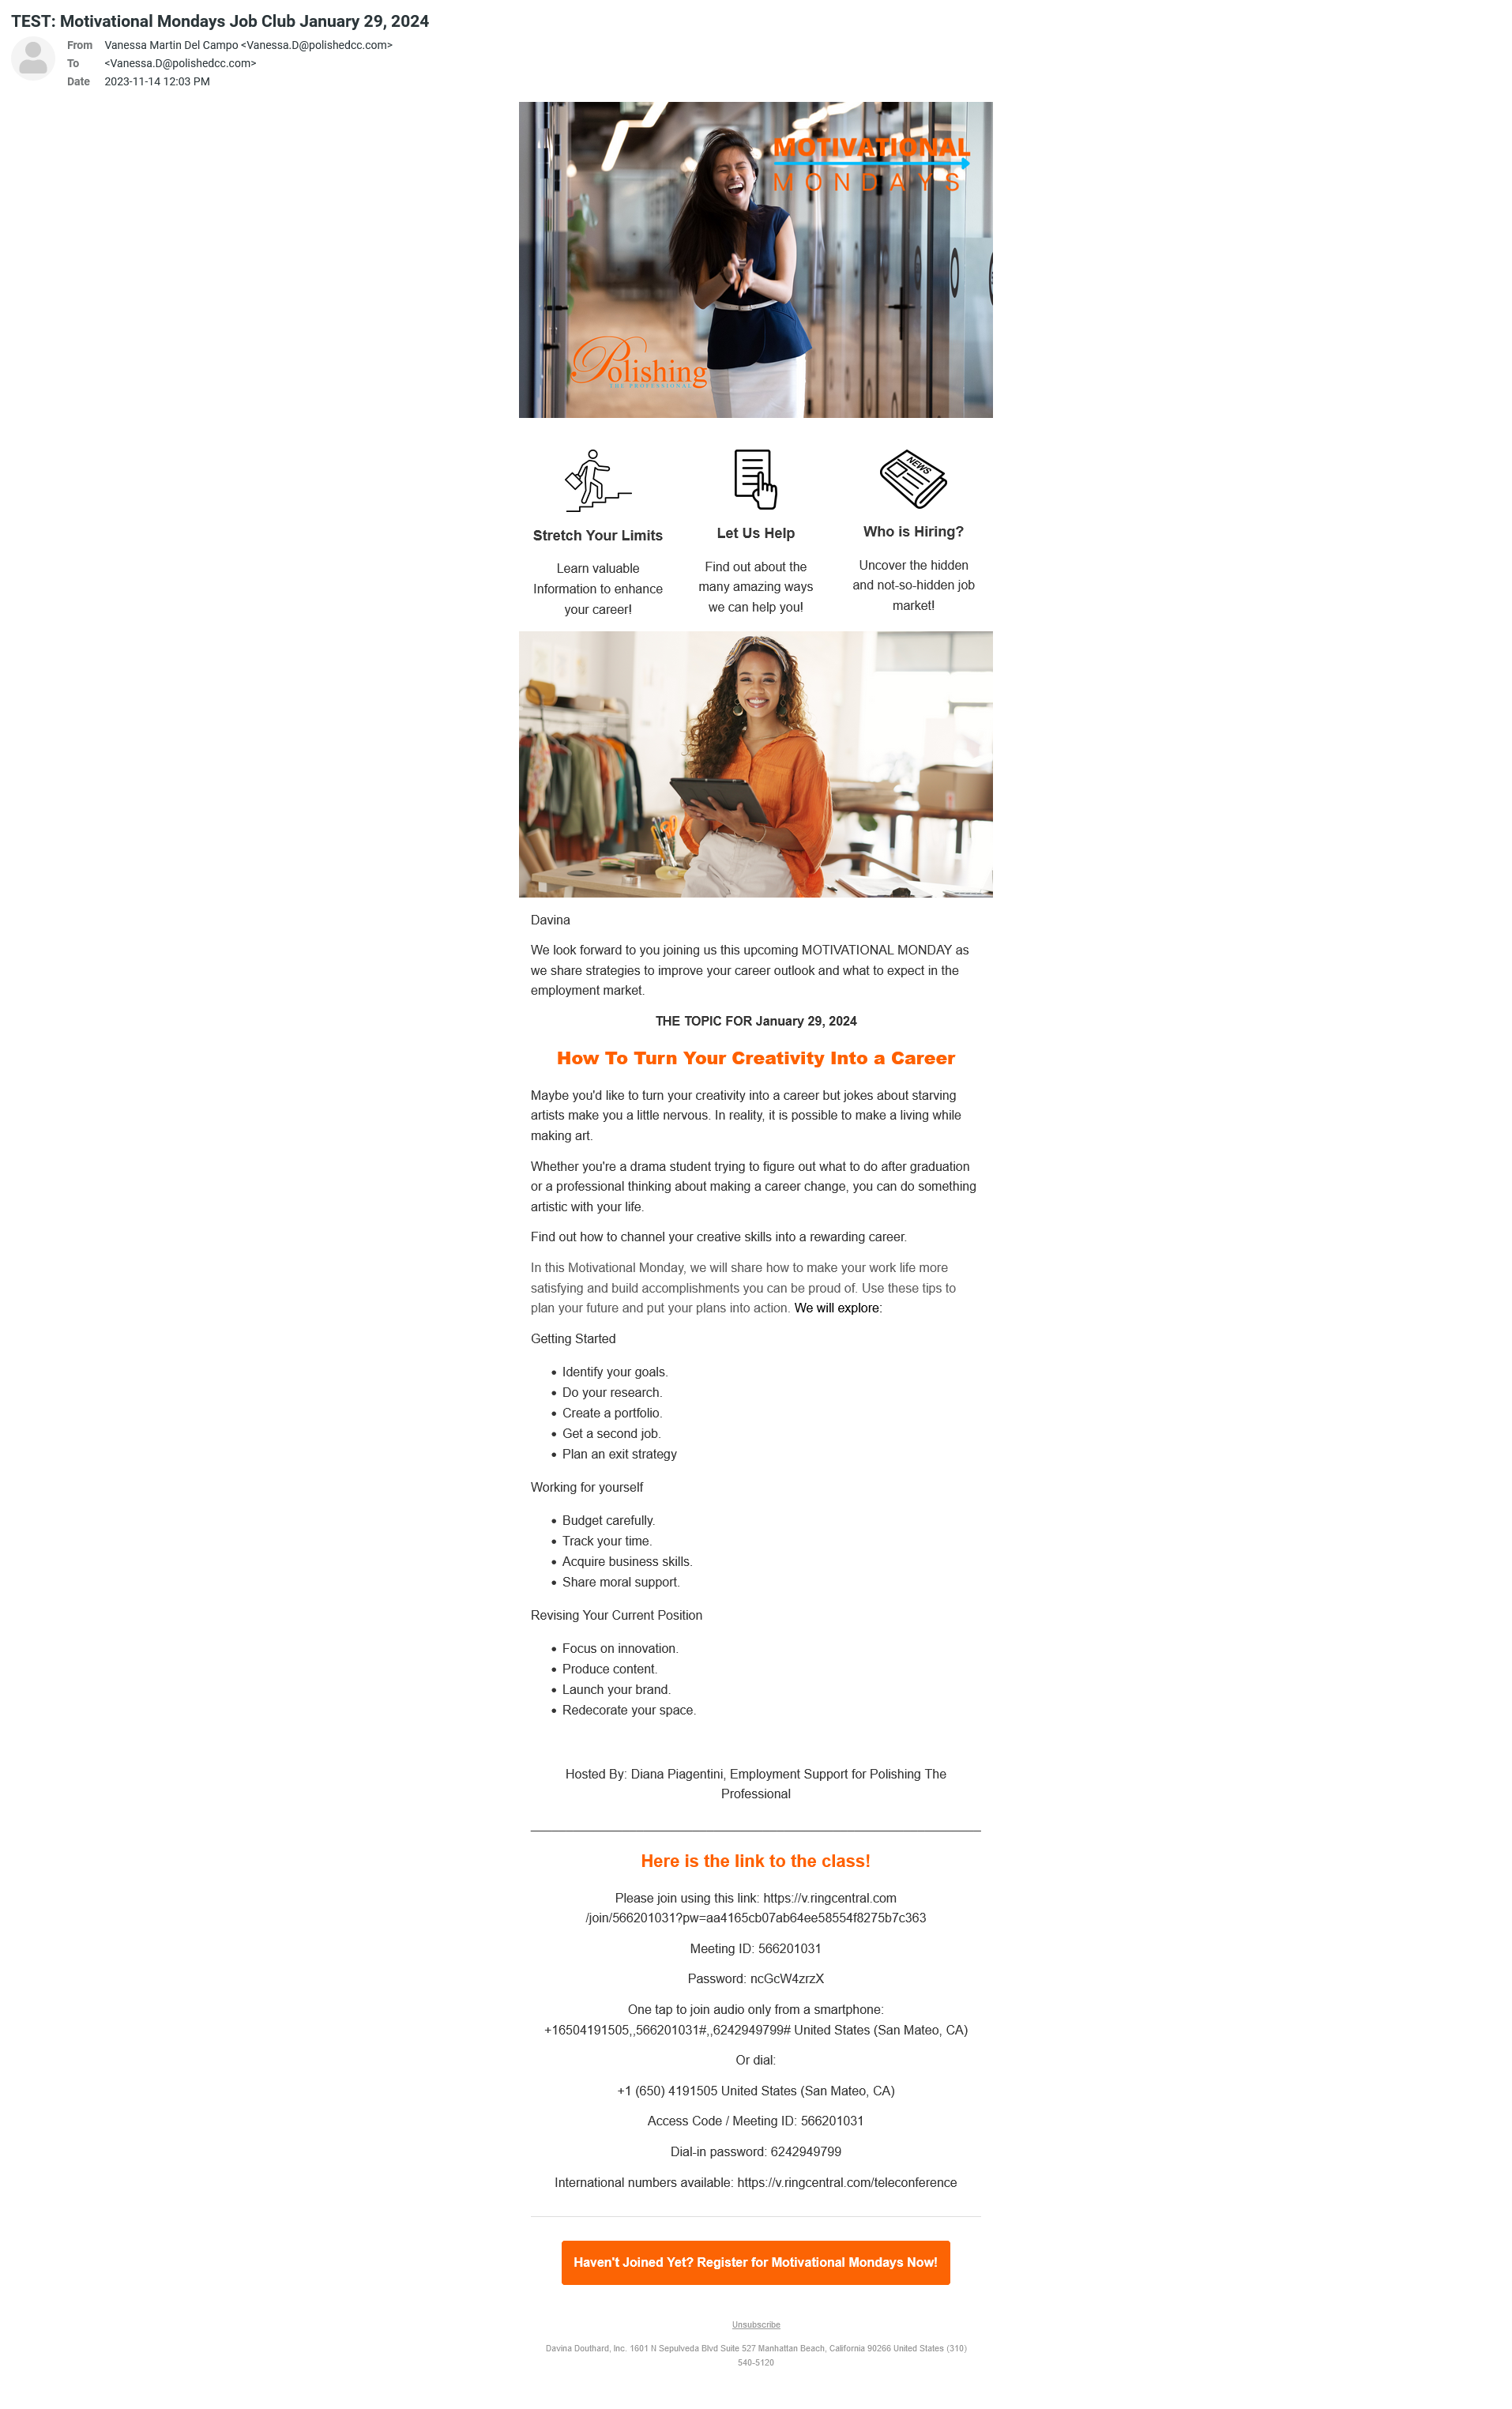 TEST: Motivational Mondays Job Club January 29, 2024
From Vanessa Martin Del Campo <Vanessa.D@polishedcc.com>
To <Vanessa.D@polishedcc.com>
Date 2023-11-14 12:03 PM
MOTIVATIONAL
MONDAYS
Polishing
THE PROFESSIONAL
NEWS
Stretch Your Limits
Learn valuable
Information to enhance
your career!
Let Us Help
Find out about the
many amazing ways
we can help you!
Who is Hiring?
Uncover the hidden
and not-so-hidden job
market!
Davina
We look forward to you joining us this upcoming MOTIVATIONAL MONDAY as
we share strategies to improve your career outlook and what to expect in the
employment market.
THE TOPIC FOR January 29, 2024
How To Turn Your Creativity Into a Career
Maybe you'd like to turn your creativity into a career but jokes about starving
artists make you a little nervous. In reality, it is possible to make a living while
making art.
Whether you're a drama student trying to figure out what to do after graduation
or a professional thinking about making a career change, you can do something
artistic with your life.
Find out how to channel your creative skills into a rewarding career.
In this Motivational Monday, we will share how to make your work life more
satisfying and build accomplishments you can be proud of. Use these tips to
plan your future and put your plans into action. We will explore:
Getting Started
• Identify your goals.
• Do your research.
• Create a portfolio.
• Get a second job.
• Plan an exit strategy
Working for yourself
• Budget carefully.
• Track your time.
• Acquire business skills.
• Share moral support.
Revising Your Current Position
• Focus on innovation.
• Produce content.
• Launch your brand.
• Redecorate your space.
Hosted By: Diana Piagentini, Employment Support for Polishing The
Professional
Here is the link to the class!
Please join using this link: https://v.ringcentral.com
/join/566201031?pw=aa4165cb07ab64ee58554f8275b7c363
Meeting ID: 566201031
Password: ncGcW4zrzX
One tap to join audio only from a smartphone:
+16504191505,,566201031#,,6242949799# United States (San Mateo, CA)
Or dial:
+1 (650) 4191505 United States (San Mateo, CA)
Access Code / Meeting ID: 566201031
Dial-in password: 6242949799
International numbers available: https://v.ringcentral.com/teleconference
Haven't Joined Yet? Register for Motivational Mondays Now!
Unsubscribe
Davina Douthard, Inc. 1601 N Sepulveda Blvd Suite 527 Manhattan Beach, California 90266 United States (310)
540-5120